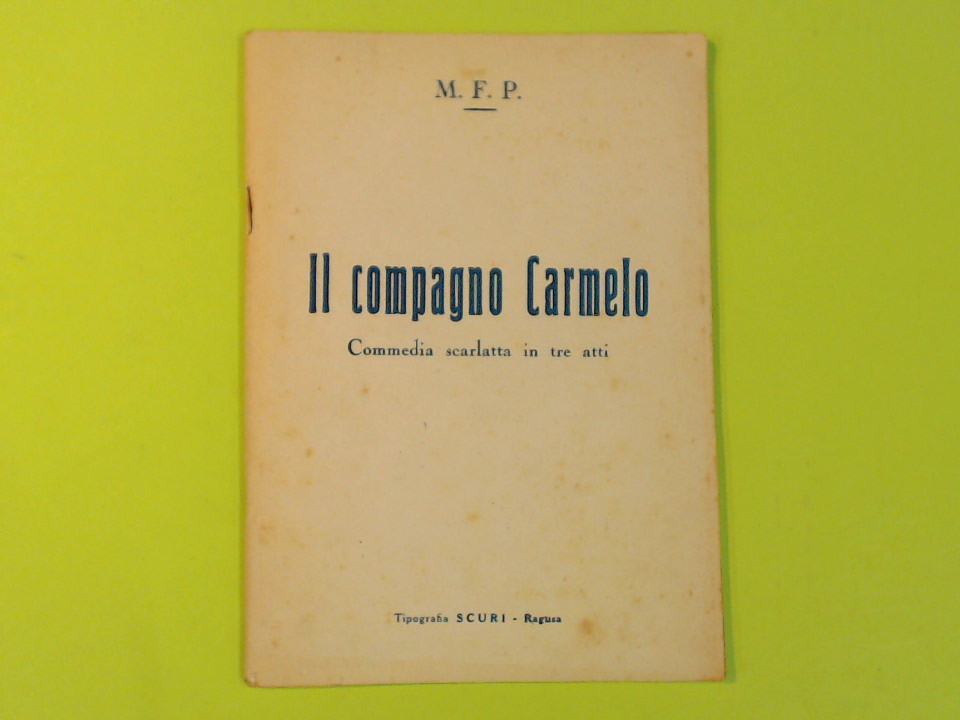 M. F. P.
Il compagno Carmelo
Commedia scarlatta in tre atti
Tipografia SCURI - Ragusa